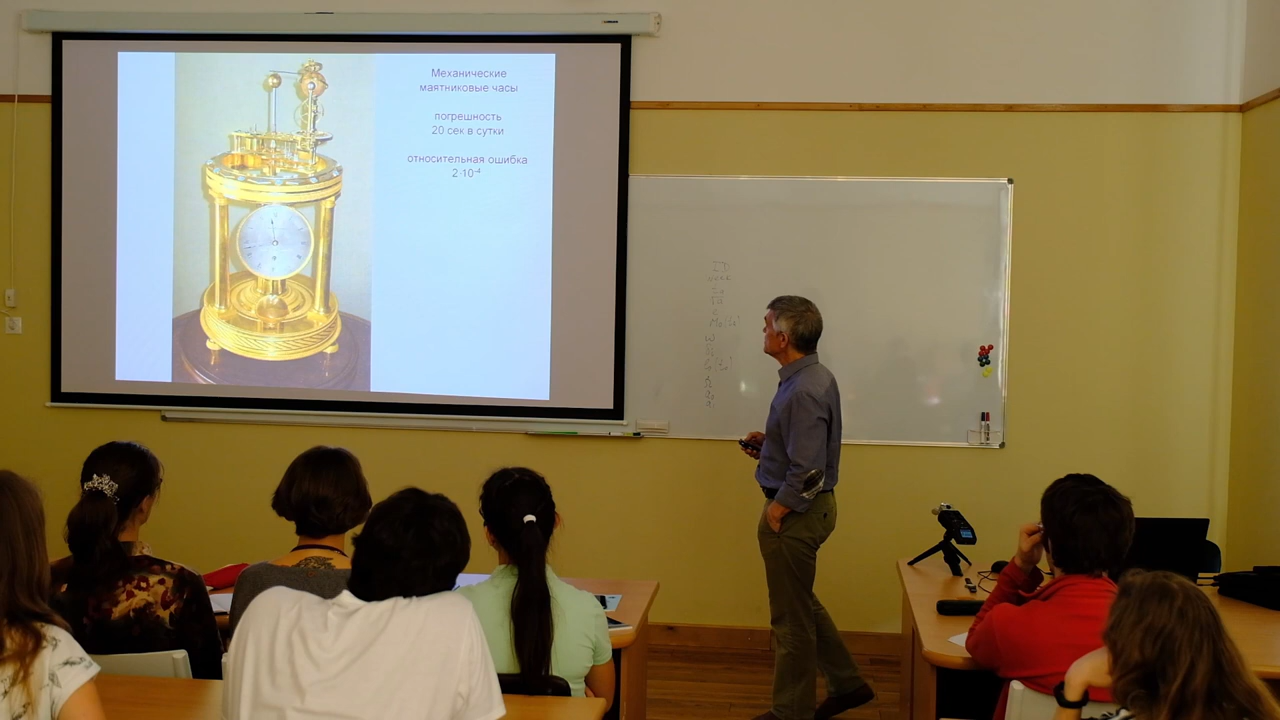 Механические
маятниковые часы
погрешность
20 сек в сутки
относительная ошибка
2·10⁻⁴